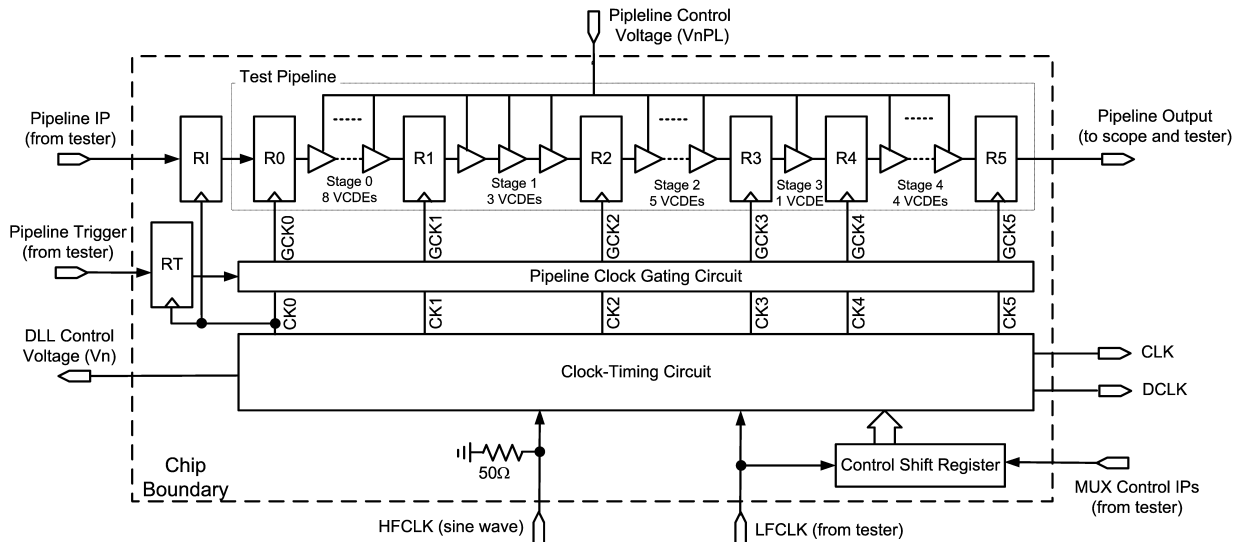 Pipleline Control
Voltage (VnPL)
Test Pipeline
Pipeline IP
(from tester)
RI
R0
R1
R2
R3
R4
R5
Pipeline Output
(to scope and tester)
Stage 0
8 VCDEs
Stage 1
3 VCDEs
Stage 2
5 VCDEs
Stage 3
1 VCDE
Stage 4
4 VCDEs
Pipeline Trigger
(from tester)
RT
GCK0
GCK1
GCK2
GCK3
GCK4
GCK5
Pipeline Clock Gating Circuit
CK0
CK1
CK2
CK3
CK4
CK5
DLL Control
Voltage (Vn)
Clock-Timing Circuit
CLK
DCLK
50Ω
Control Shift Register
Chip
Boundary
MUX Control IPs
(from tester)
HFCLK (sine wave)
LFCLK (from tester)